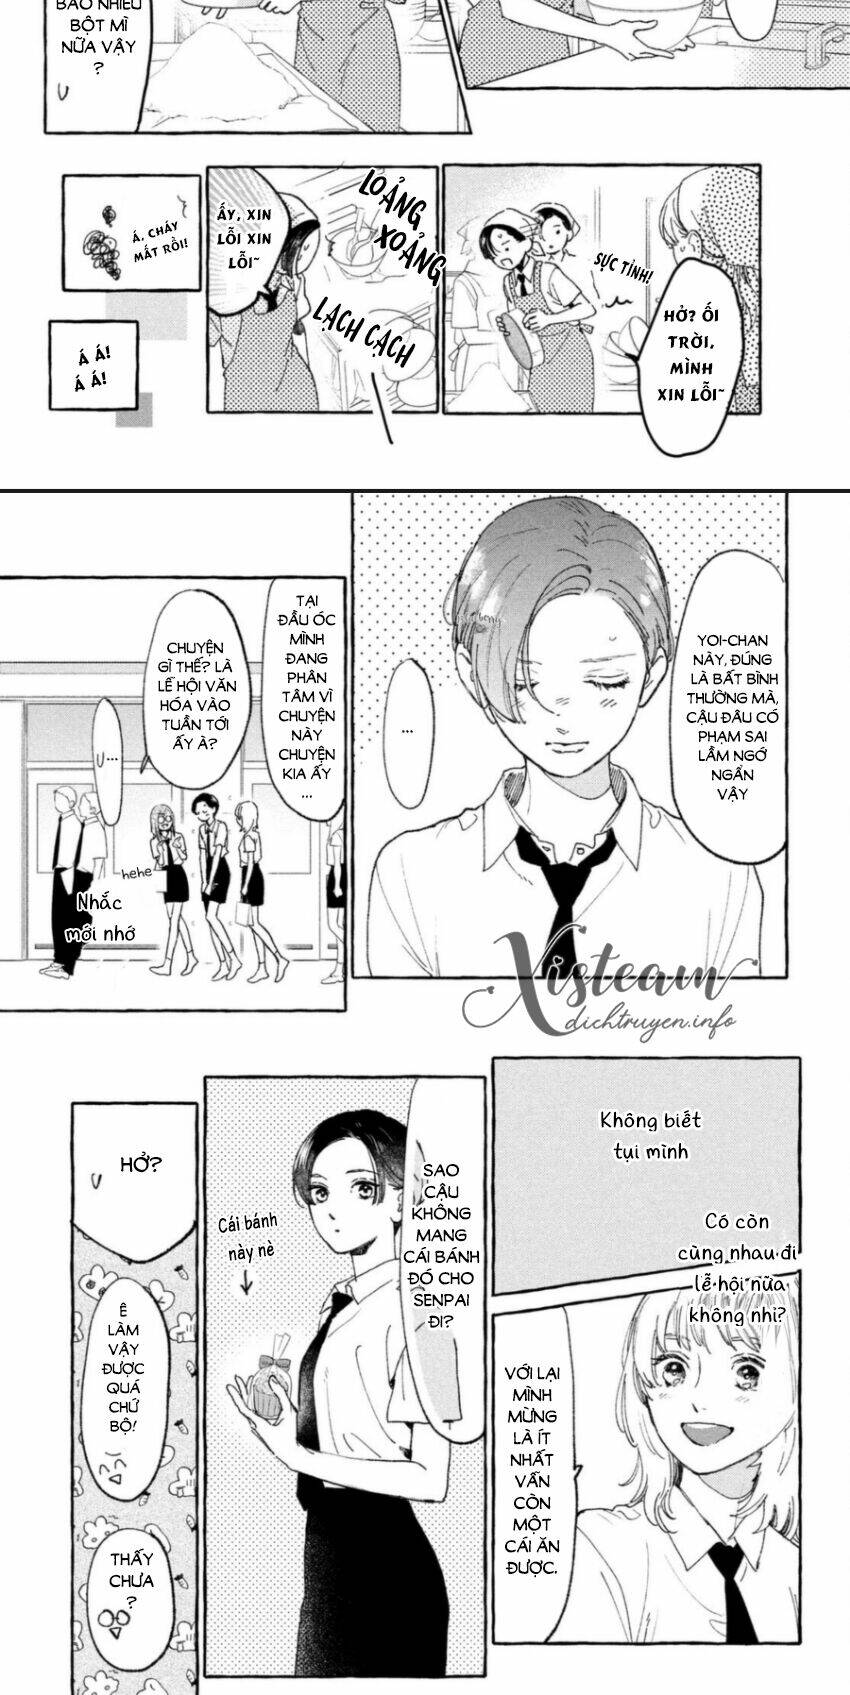 BAO NHIÊU
BỘT MÌ
NỮA VẬY
?
HỞ? ỐI
TRỜI,
MÌNH
XIN LỖI~
SỰC TỈNH!
LOẢNG
XOẢNG
LẠCH CẠCH
ẤY, XIN
LỖI XIN
LỖI~
Á, CHÁY
MẤT RỒI!
Á Á!
Á Á!
YOI-CHAN
NÀY, ĐÚNG
LÀ BẤT BÌNH
THƯỜNG MÀ,
CẬU ĐÂU CÓ
PHẠM SAI
LẦM NGỚ
NGẨN
VẬY
...
TẠI
ĐẦU ÓC
MÌNH
ĐANG
PHÂN
TÂM VÌ
CHUYỆN
NÀY
CHUYỆN
KIA ẤY
...
CHUYỆN
GÌ THẾ? LÀ
LỄ HỘI VĂN
HÓA VÀO
TUẦN TỚI
ẤY À?
...
hehe
Nhắc
mới nhớ
Xisteam
dichtruyen.info
Không biết
tụi mình
Có còn
cùng nhau đi
lễ hội nữa
không nhỉ?
VỚI LẠI
MÌNH
MỪNG
LÀ ÍT
NHẤT
VẪN
CÒN
MỘT
CÁI ĂN
ĐƯỢC.
SAO
CẬU
KHÔNG
MANG
CÁI BÁNH
ĐÓ CHO
SENPAI
ĐI?
Cái bánh
này nè
HỞ?
Ê
LÀM
VẬY
ĐƯỢC
QUÁ
CHỨ
BỘ!
THẤY
CHƯA
?